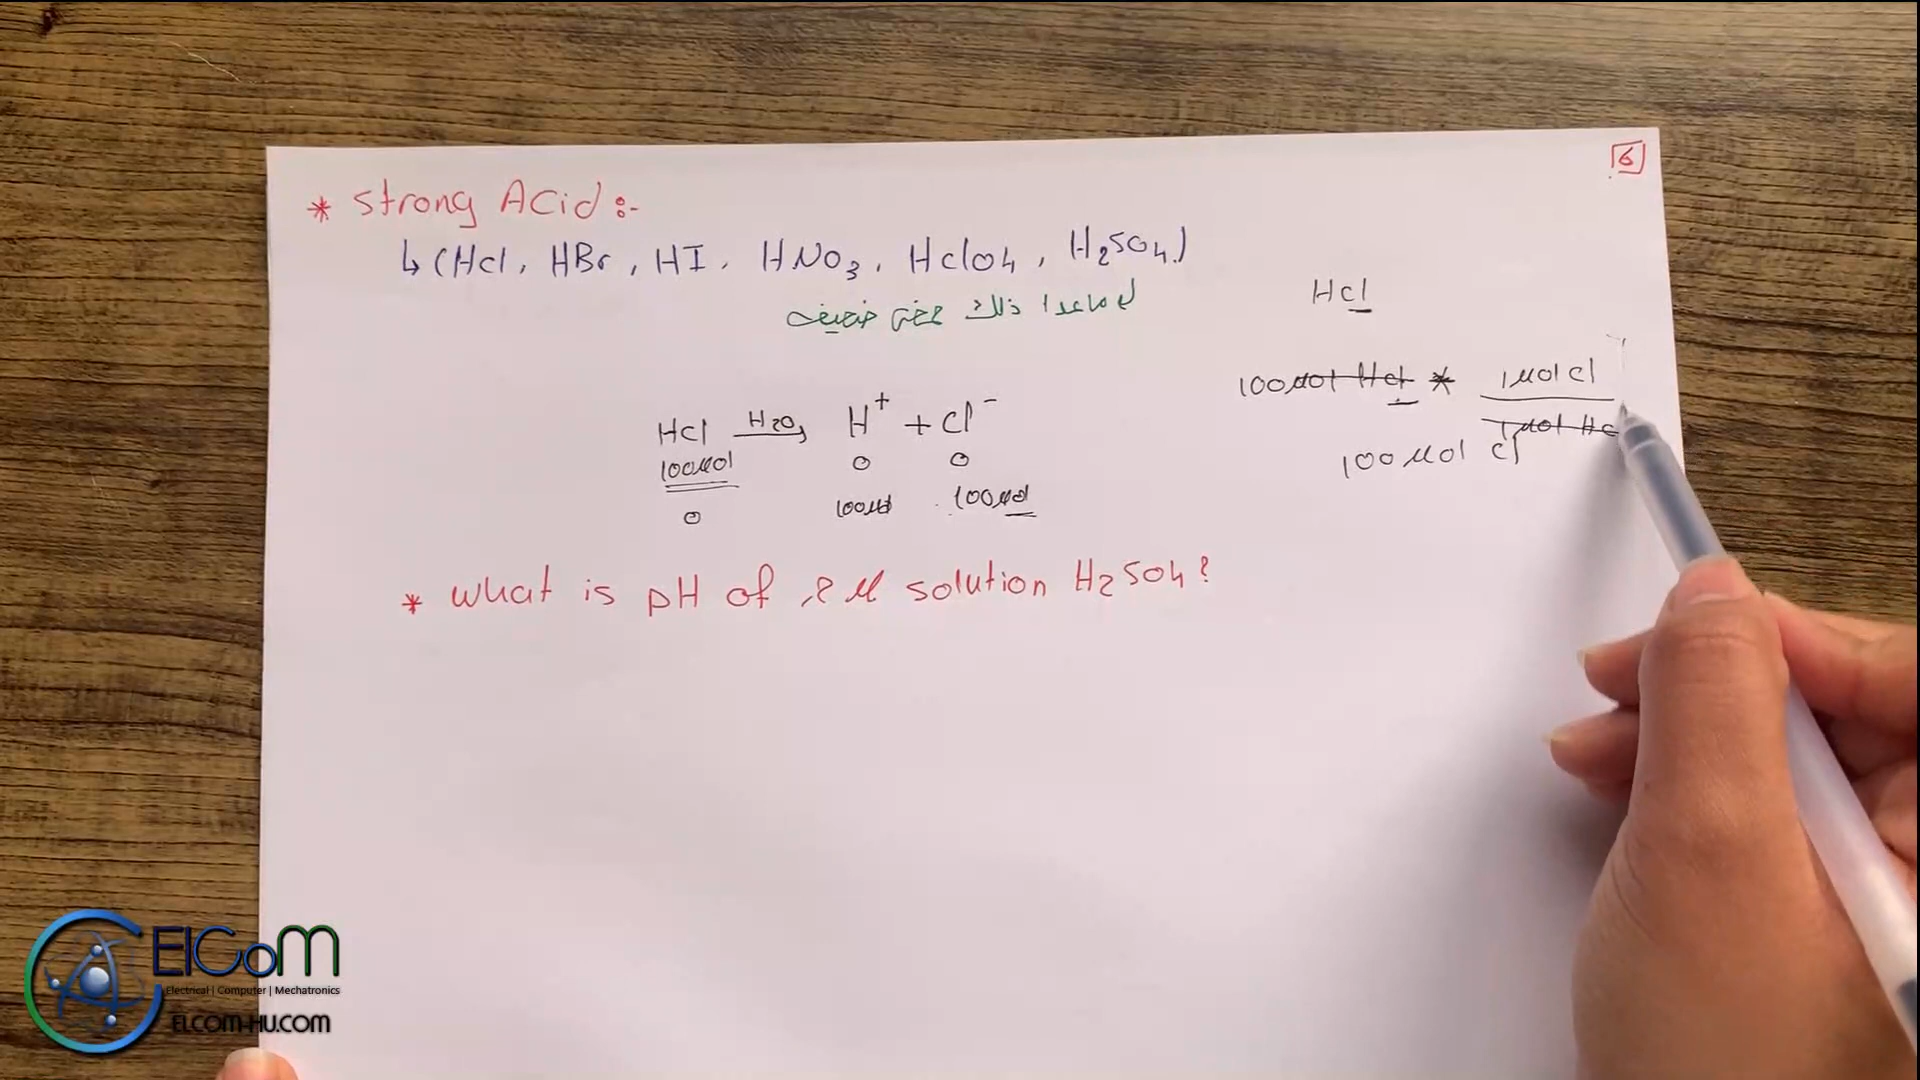 6
* strong Acid :-
↳ (HCl, HBr, HI, HNO3, HClO4, H2SO4)
ما عدا ذلك حمض ضعيف
HCl
100 mol HCl * 1 mol Cl
1 mol HC
100 mol Cl
HCl H2O H+ + Cl-
100 mol 0 0
0 100 mol 100 mol
* what is pH of .2 M solution H2SO4?
ElCoM
Electrical | Computer | Mechatronics
ELCOM-HU.COM